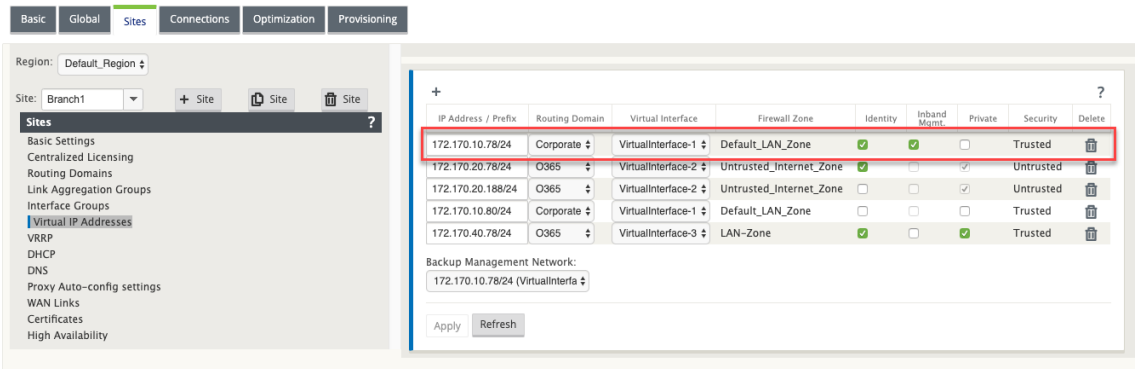 Basic Global Sites Connections Optimization Provisioning
Region: Default_Region
Site: Branch1 + Site Site Site
Sites ?
Basic Settings
Centralized Licensing
Routing Domains
Link Aggregation Groups
Interface Groups
Virtual IP Addresses
VRRP
DHCP
DNS
Proxy Auto-config settings
WAN Links
Certificates
High Availability
+ ?
IP Address / Prefix Routing Domain Virtual Interface Firewall Zone Identity Inband Mgmt. Private Security Delete
172.170.10.78/24 Corporate VirtualInterface-1 Default_LAN_Zone Trusted
172.170.20.78/24 O365 VirtualInterface-2 Untrusted_Internet_Zone Untrusted
172.170.20.188/24 O365 VirtualInterface-2 Untrusted_Internet_Zone Untrusted
172.170.10.80/24 Corporate VirtualInterface-1 Default_LAN_Zone Trusted
172.170.40.78/24 O365 VirtualInterface-3 LAN-Zone Trusted
Backup Management Network:
172.170.10.78/24 (VirtualInterfa
Apply Refresh